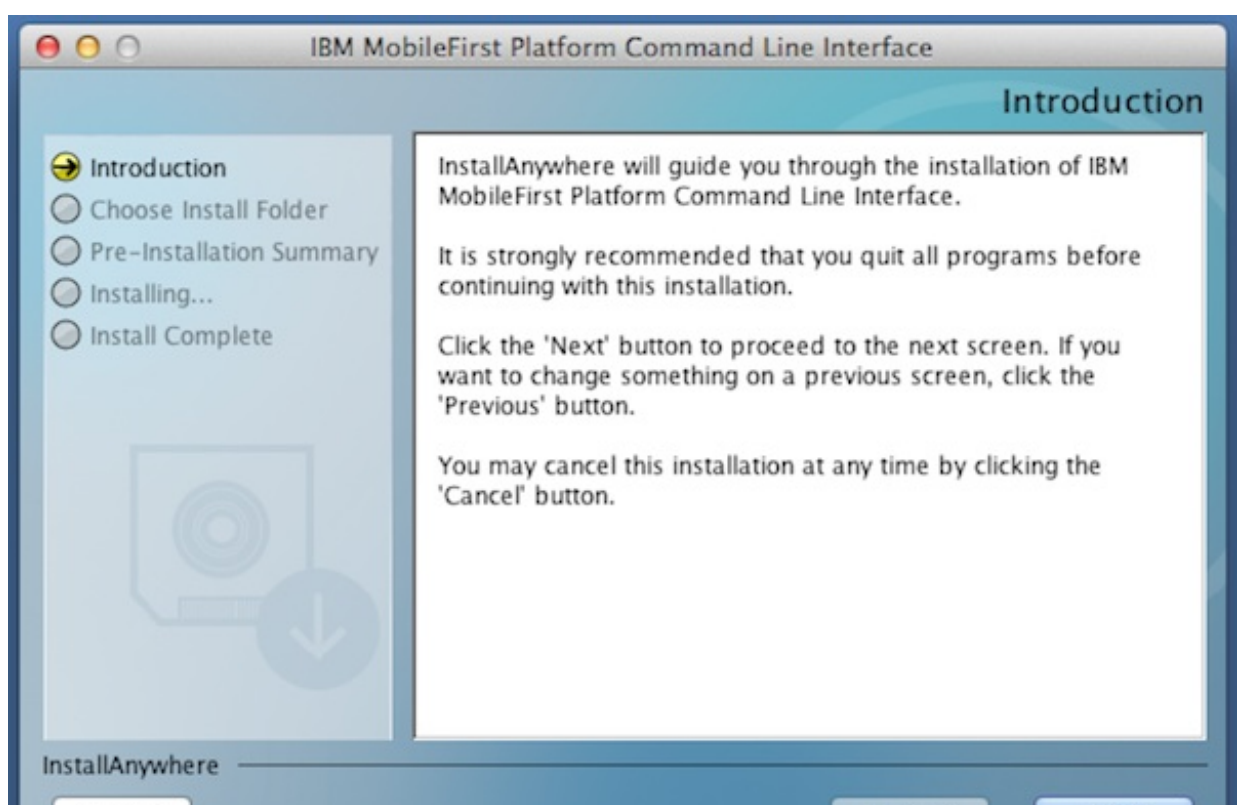 IBM MobileFirst Platform Command Line Interface
Introduction
Introduction
Choose Install Folder
Pre-Installation Summary
Installing...
Install Complete
InstallAnywhere will guide you through the installation of IBM
MobileFirst Platform Command Line Interface.
It is strongly recommended that you quit all programs before
continuing with this installation.
Click the 'Next' button to proceed to the next screen. If you
want to change something on a previous screen, click the
'Previous' button.
You may cancel this installation at any time by clicking the
'Cancel' button.
InstallAnywhere